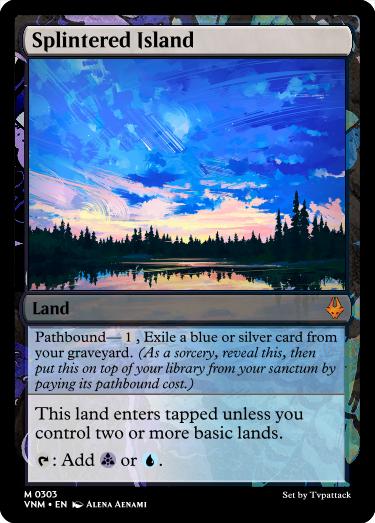 Splintered Island
Land
Pathbound—1, Exile a blue or silver card from
your graveyard. (As a sorcery, reveal this, then
put this on top of your library from your sanctum by
paying its pathbound cost.)
This land enters tapped unless you
control two or more basic lands.
: Add or .
M 0303
VNM • EN Alena Aenami
Set by Tvpattack